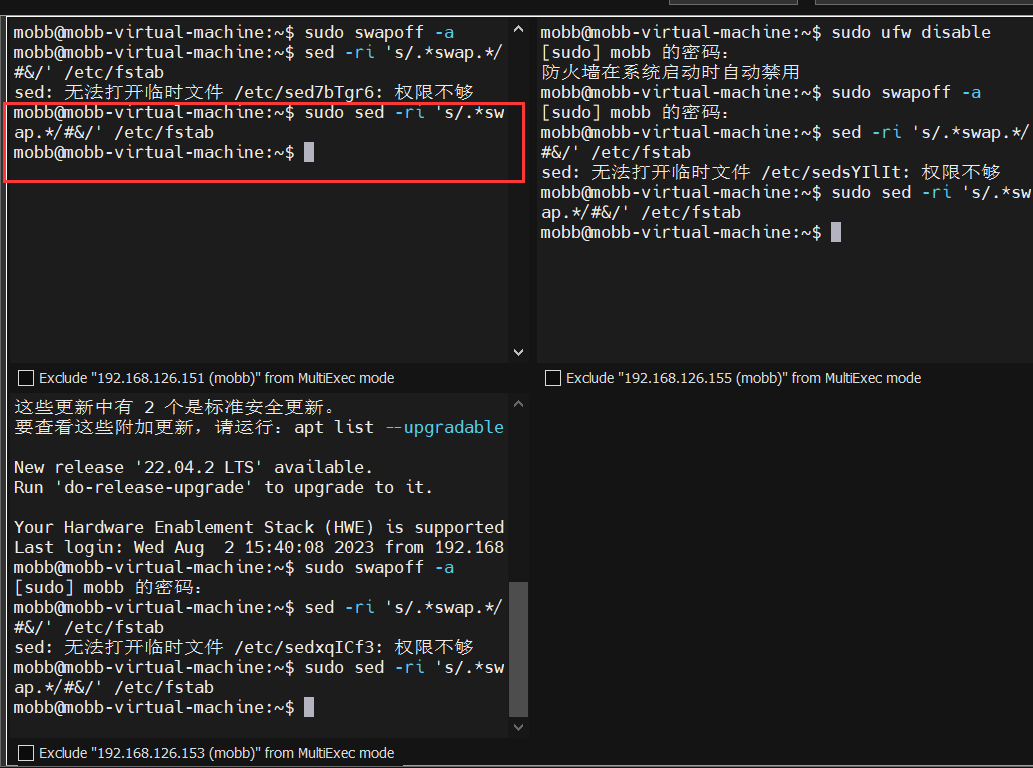 mobb@mobb-virtual-machine:~$ sudo swapoff -a
mobb@mobb-virtual-machine:~$ sed -ri 's/.*swap.*/
#&/' /etc/fstab
sed: 无法打开临时文件 /etc/sed7bTgr6: 权限不够
mobb@mobb-virtual-machine:~$ sudo sed -ri 's/.*sw
ap.*/#&/' /etc/fstab
mobb@mobb-virtual-machine:~$
Exclude "192.168.126.151 (mobb)" from MultiExec mode
mobb@mobb-virtual-machine:~$ sudo ufw disable
[sudo] mobb 的密码:
防火墙在系统启动时自动禁用
mobb@mobb-virtual-machine:~$ sudo swapoff -a
[sudo] mobb 的密码:
mobb@mobb-virtual-machine:~$ sed -ri 's/.*swap.*/
#&/' /etc/fstab
sed: 无法打开临时文件 /etc/sedsYIlIt: 权限不够
mobb@mobb-virtual-machine:~$ sudo sed -ri 's/.*sw
ap.*/#&/' /etc/fstab
mobb@mobb-virtual-machine:~$
Exclude "192.168.126.155 (mobb)" from MultiExec mode
这些更新中有 2 个是标准安全更新。
要查看这些附加更新，请运行：apt list --upgradable
New release '22.04.2 LTS' available.
Run 'do-release-upgrade' to upgrade to it.
Your Hardware Enablement Stack (HWE) is supported
Last login: Wed Aug  2 15:40:08 2023 from 192.168
mobb@mobb-virtual-machine:~$ sudo swapoff -a
[sudo] mobb 的密码:
mobb@mobb-virtual-machine:~$ sed -ri 's/.*swap.*/
#&/' /etc/fstab
sed: 无法打开临时文件 /etc/sedxqICf3: 权限不够
mobb@mobb-virtual-machine:~$ sudo sed -ri 's/.*sw
ap.*/#&/' /etc/fstab
mobb@mobb-virtual-machine:~$
Exclude "192.168.126.153 (mobb)" from MultiExec mode